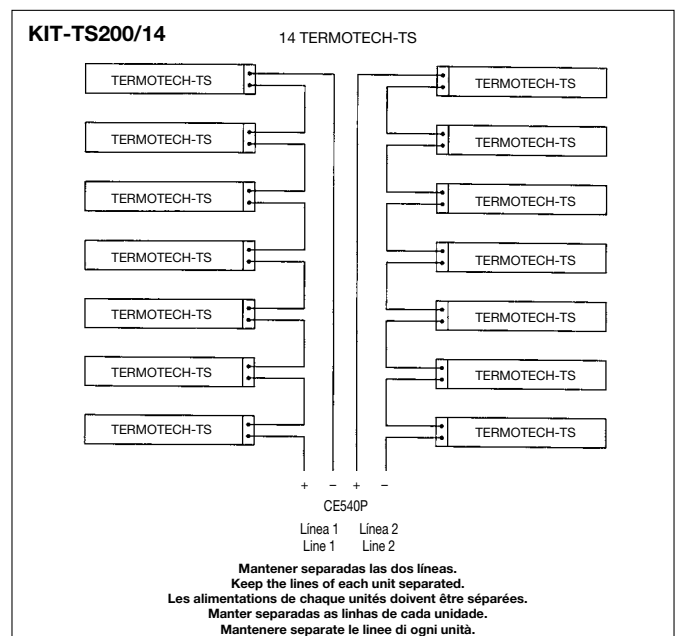 KIT-TS200/14
14 TERMOTECH-TS
TERMOTECH-TS TERMOTECH-TS
TERMOTECH-TS TERMOTECH-TS
TERMOTECH-TS TERMOTECH-TS
TERMOTECH-TS TERMOTECH-TS
TERMOTECH-TS TERMOTECH-TS
TERMOTECH-TS TERMOTECH-TS
TERMOTECH-TS TERMOTECH-TS
+ – + –
CE540P
Línea 1 Línea 2
Line 1 Line 2
Mantener separadas las dos líneas.
Keep the lines of each unit separated.
Les alimentations de chaque unités doivent être séparées.
Manter separadas as linhas de cada unidade.
Mantenere separate le linee di ogni unità.